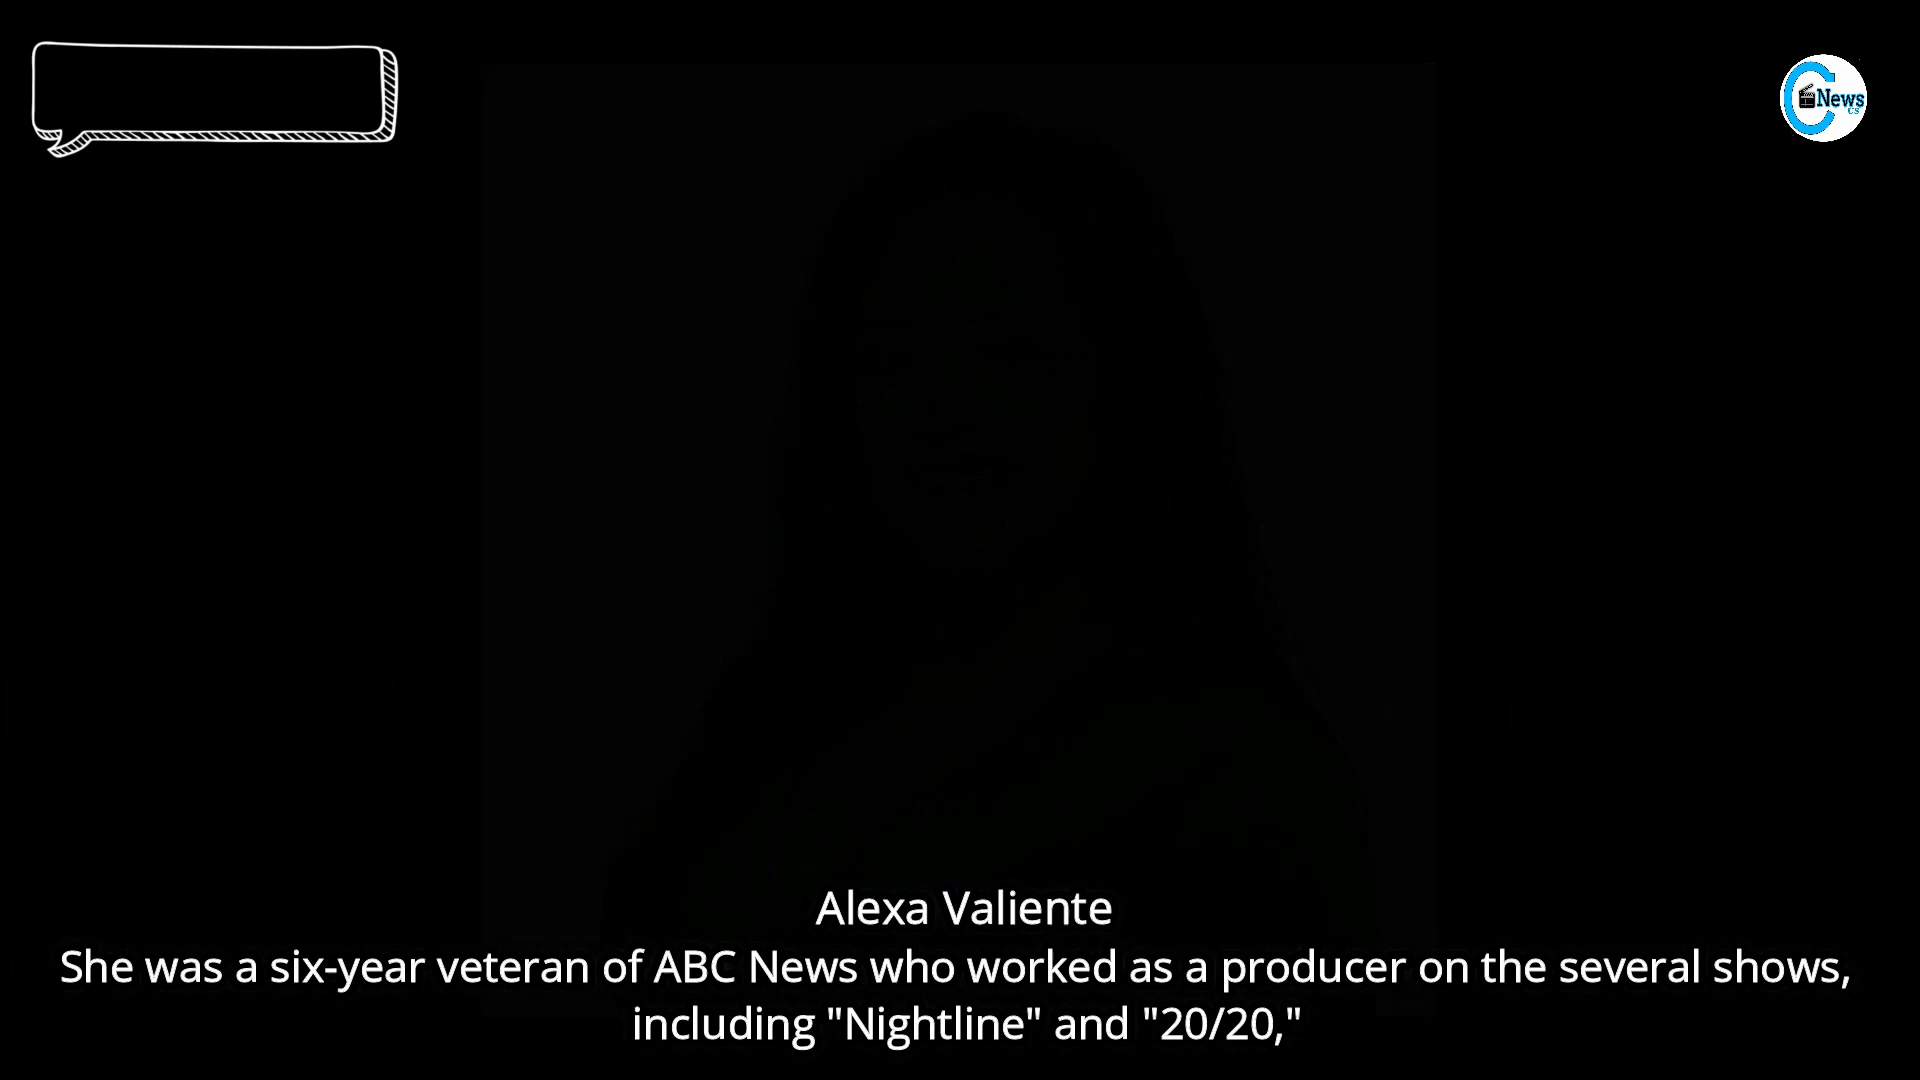 News
CS
Alexa Valiente
She was a six-year veteran of ABC News who worked as a producer on the several shows,
including "Nightline" and "20/20,"